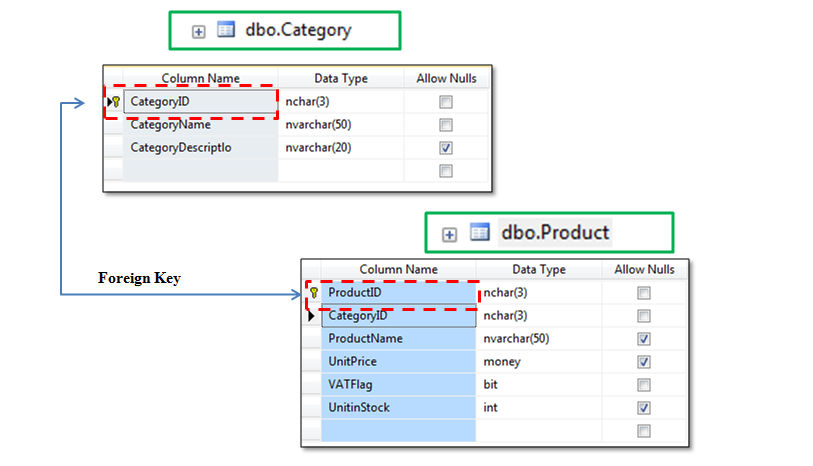 dbo.Category
Column Name Data Type Allow Nulls
CategoryID nchar(3)
CategoryName nvarchar(50)
CategoryDescriptIo nvarchar(20)
dbo.Product
Column Name Data Type Allow Nulls
Foreign Key
ProductID nchar(3)
CategoryID nchar(3)
ProductName nvarchar(50)
UnitPrice money
VATFlag bit
UnitinStock int